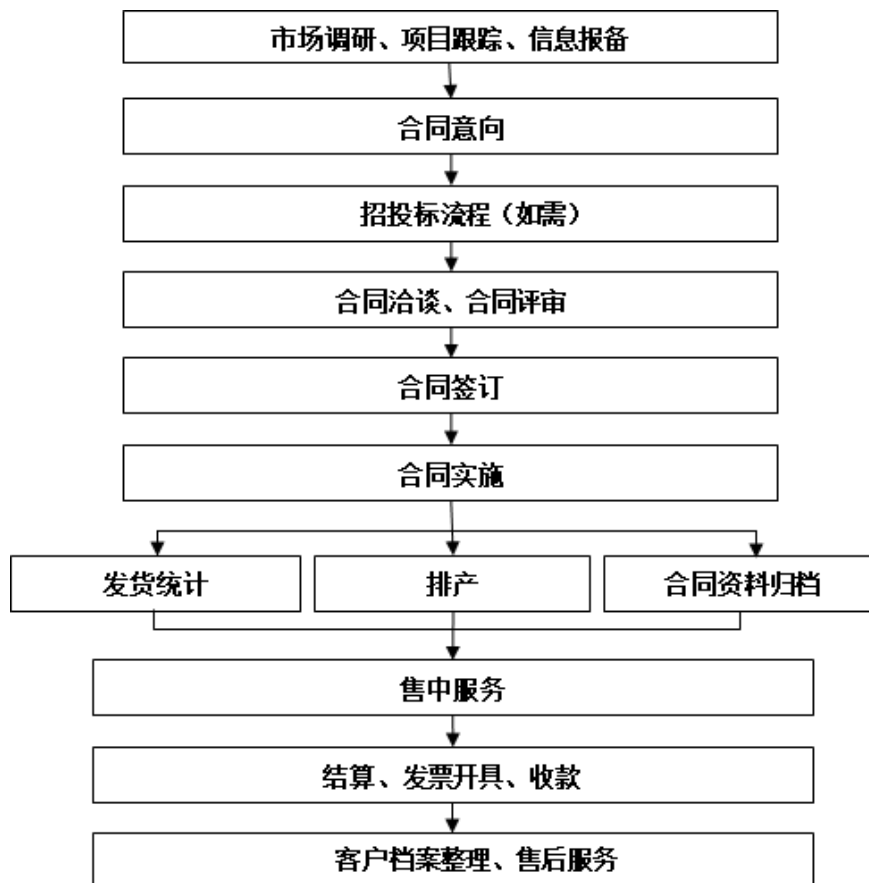 市场调研、项目跟踪、信息报备
合同意向
招投标流程（如需）
合同洽谈、合同评审
合同签订
合同实施
发货统计
排产
合同资料归档
售中服务
结算、发票开具、收款
客户档案整理、售后服务